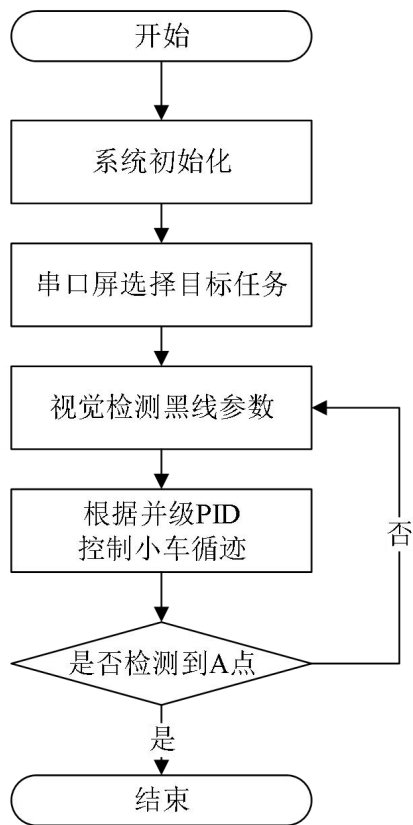 开始
系统初始化
串口屏选择目标任务
视觉检测黑线参数
根据并级PID
控制小车循迹
否
是否检测到A点
是
结束